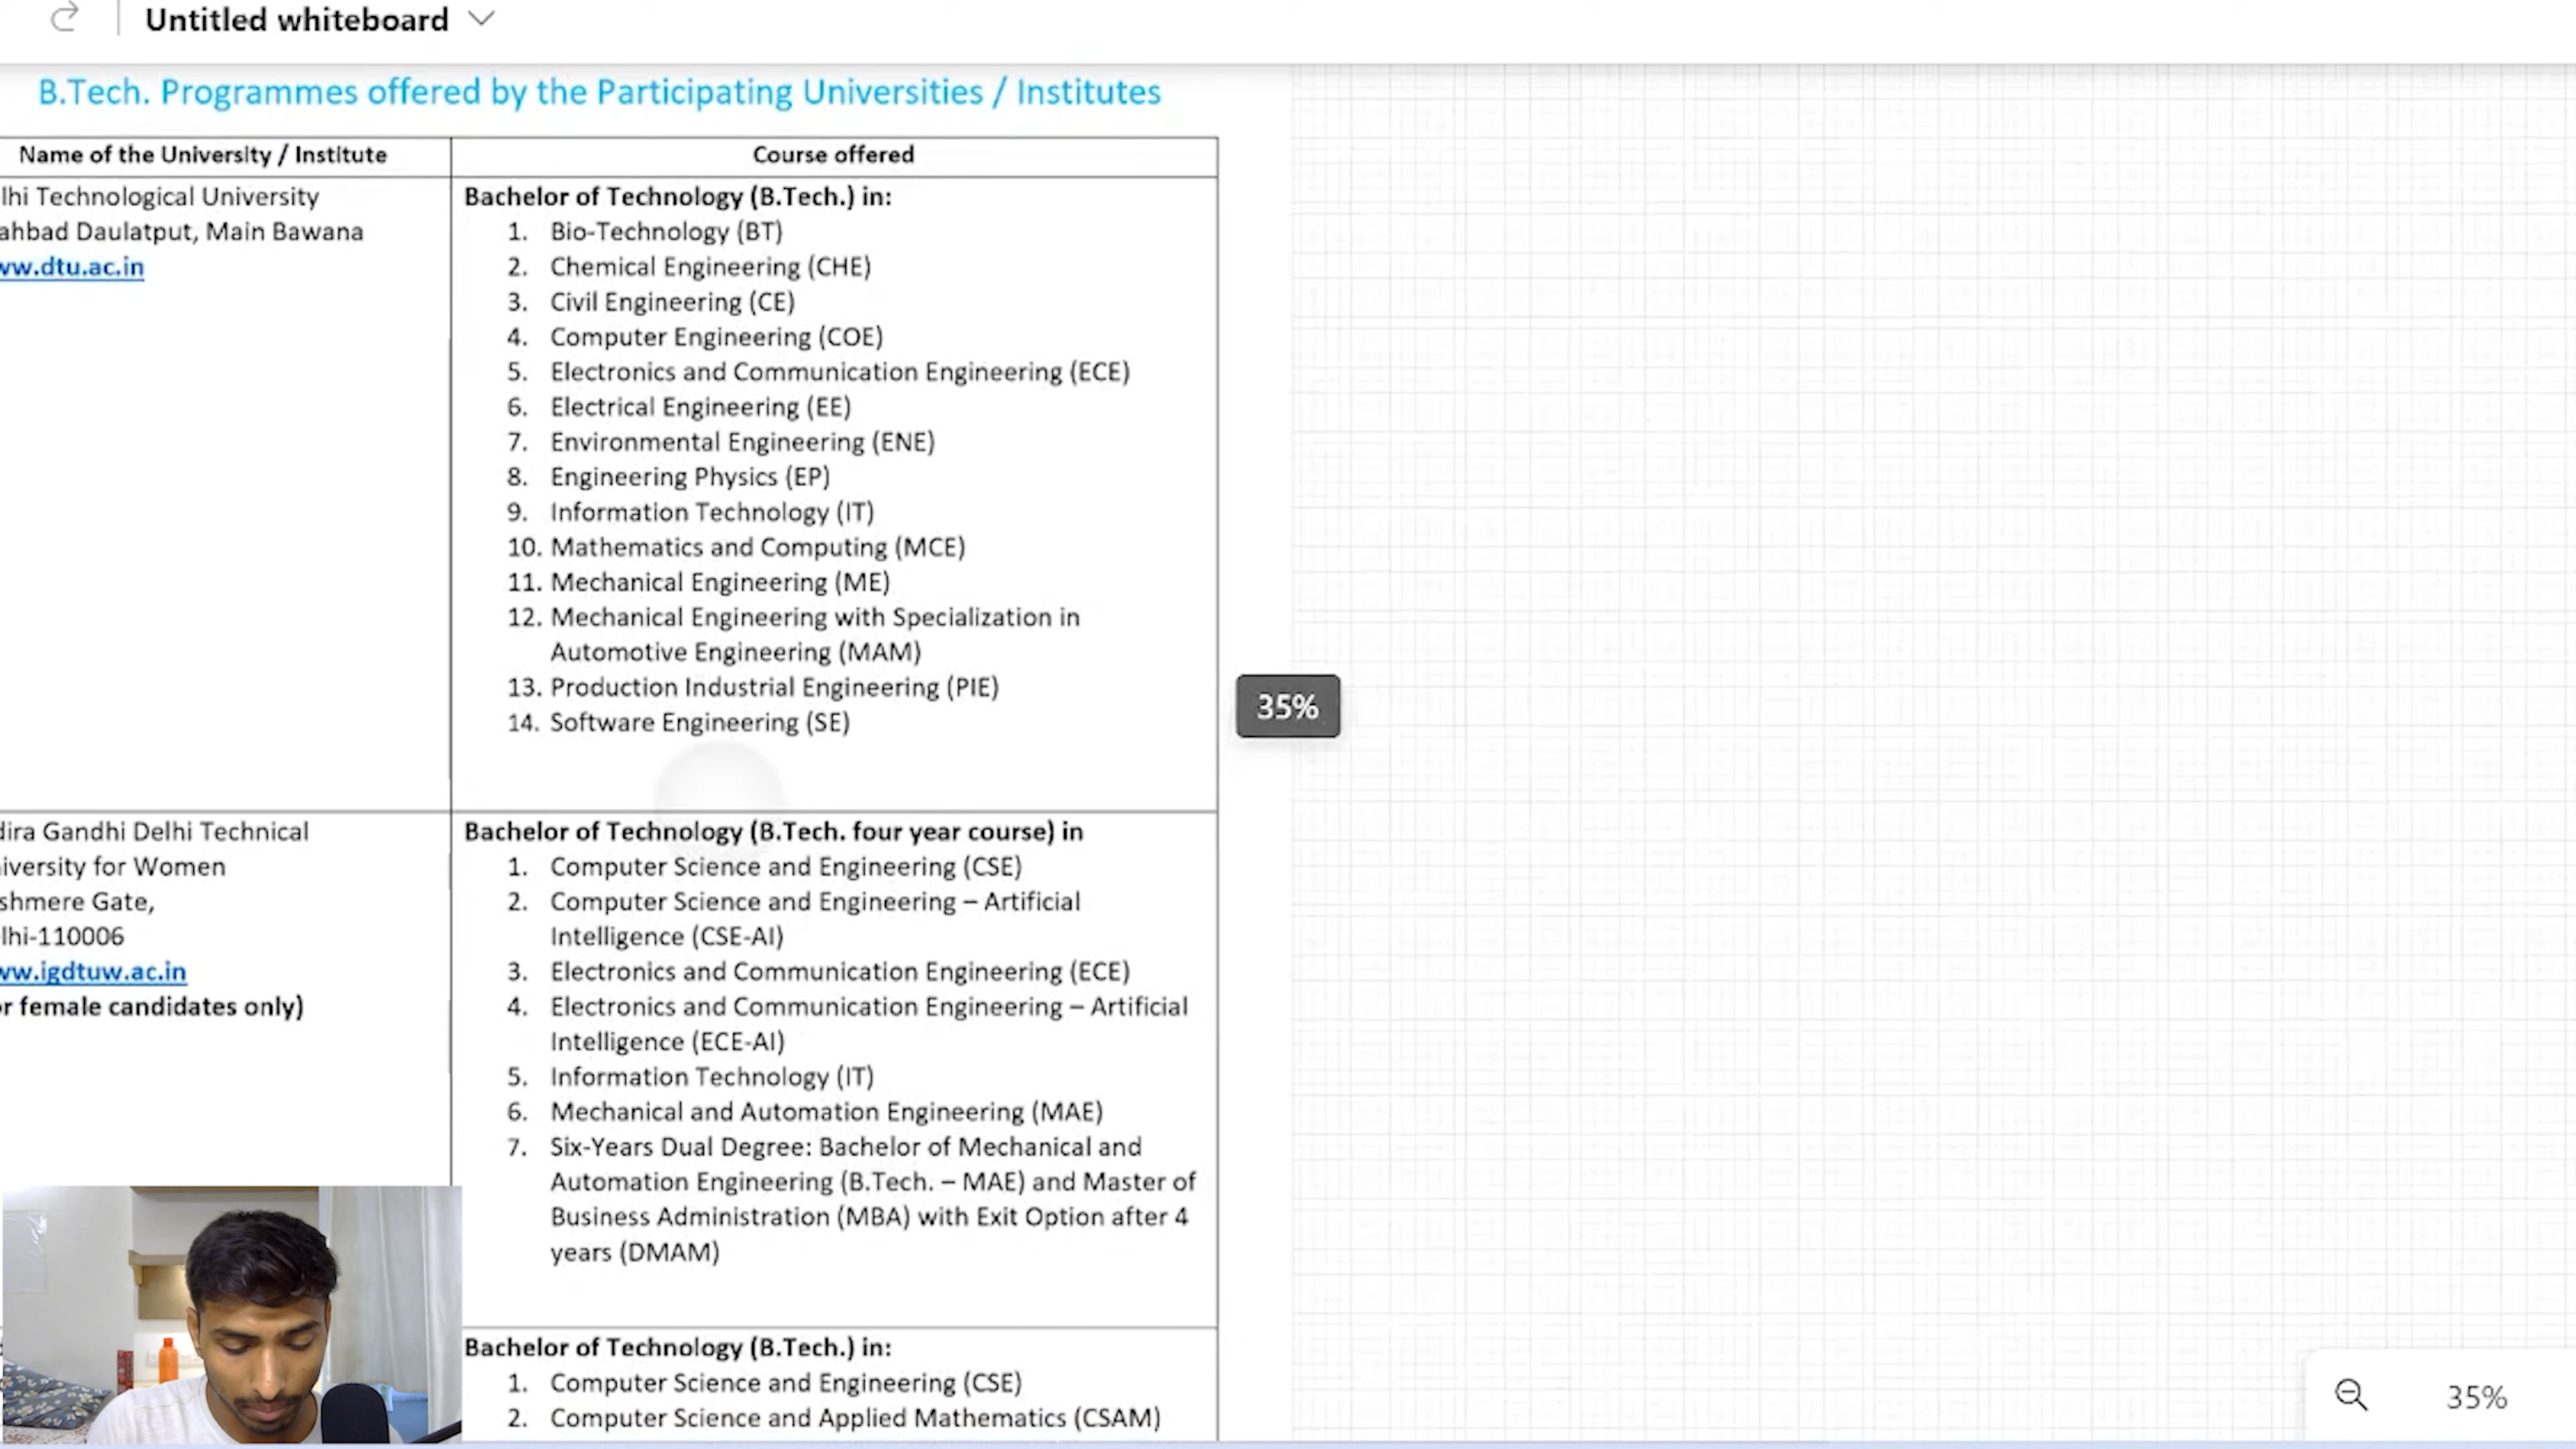 Untitled whiteboard
B.Tech. Programmes offered by the Participating Universities / Institutes
Name of the University / Institute
Course offered
lhi Technological University
ahbad Daulatput, Main Bawana
ww.dtu.ac.in
Bachelor of Technology (B.Tech.) in:
1. Bio-Technology (BT)
2. Chemical Engineering (CHE)
3. Civil Engineering (CE)
4. Computer Engineering (COE)
5. Electronics and Communication Engineering (ECE)
6. Electrical Engineering (EE)
7. Environmental Engineering (ENE)
8. Engineering Physics (EP)
9. Information Technology (IT)
10. Mathematics and Computing (MCE)
11. Mechanical Engineering (ME)
12. Mechanical Engineering with Specialization in
Automotive Engineering (MAM)
13. Production Industrial Engineering (PIE)
14. Software Engineering (SE)
35%
dira Gandhi Delhi Technical
iversity for Women
shmere Gate,
lhi-110006
ww.igdtuw.ac.in
or female candidates only)
Bachelor of Technology (B.Tech. four year course) in
1. Computer Science and Engineering (CSE)
2. Computer Science and Engineering – Artificial
Intelligence (CSE-AI)
3. Electronics and Communication Engineering (ECE)
4. Electronics and Communication Engineering – Artificial
Intelligence (ECE-AI)
5. Information Technology (IT)
6. Mechanical and Automation Engineering (MAE)
7. Six-Years Dual Degree: Bachelor of Mechanical and
Automation Engineering (B.Tech. – MAE) and Master of
Business Administration (MBA) with Exit Option after 4
years (DMAM)
Bachelor of Technology (B.Tech.) in:
1. Computer Science and Engineering (CSE)
2. Computer Science and Applied Mathematics (CSAM)
35%